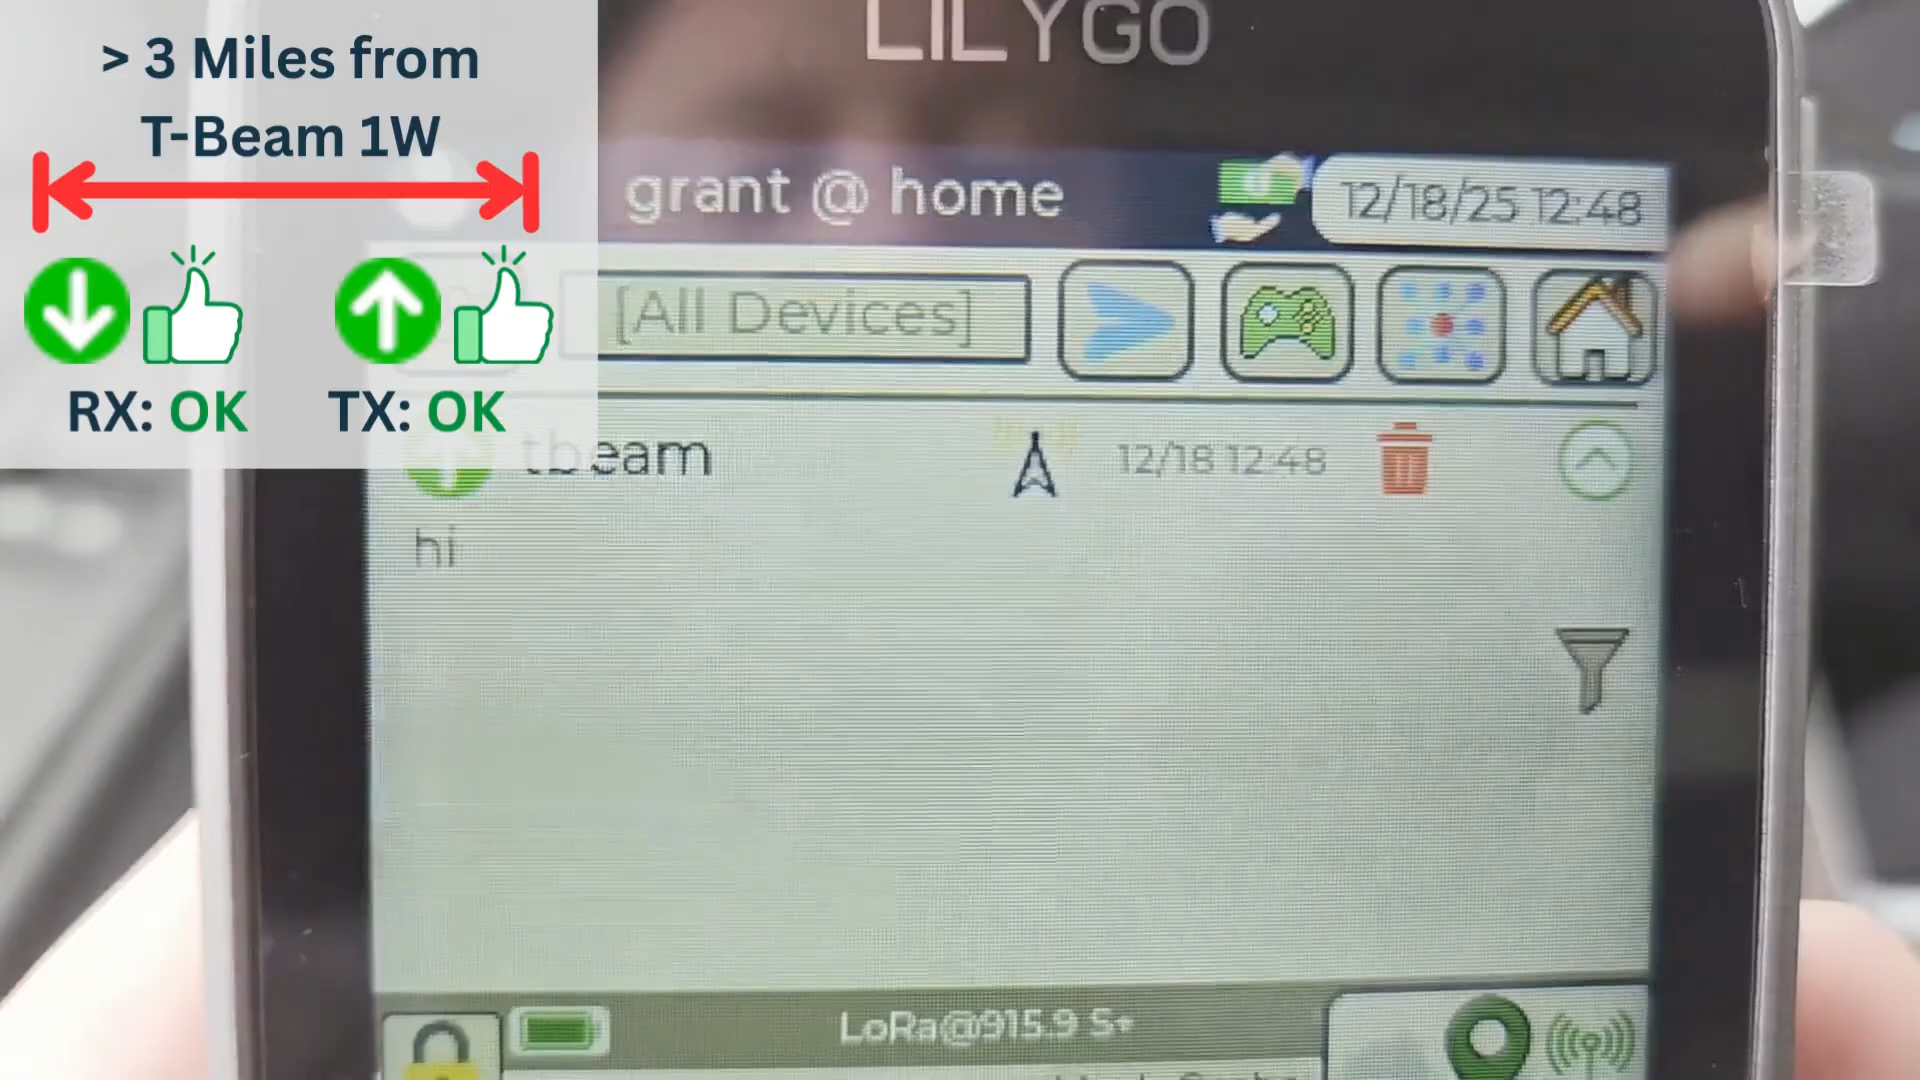 > 3 Miles from
T-Beam 1W
RX: OK
TX: OK
LILYGO
grant @ home
12/18/25 12:48
[All Devices]
tbeam
12/18 12:48
hi
LoRa@915.9 S+